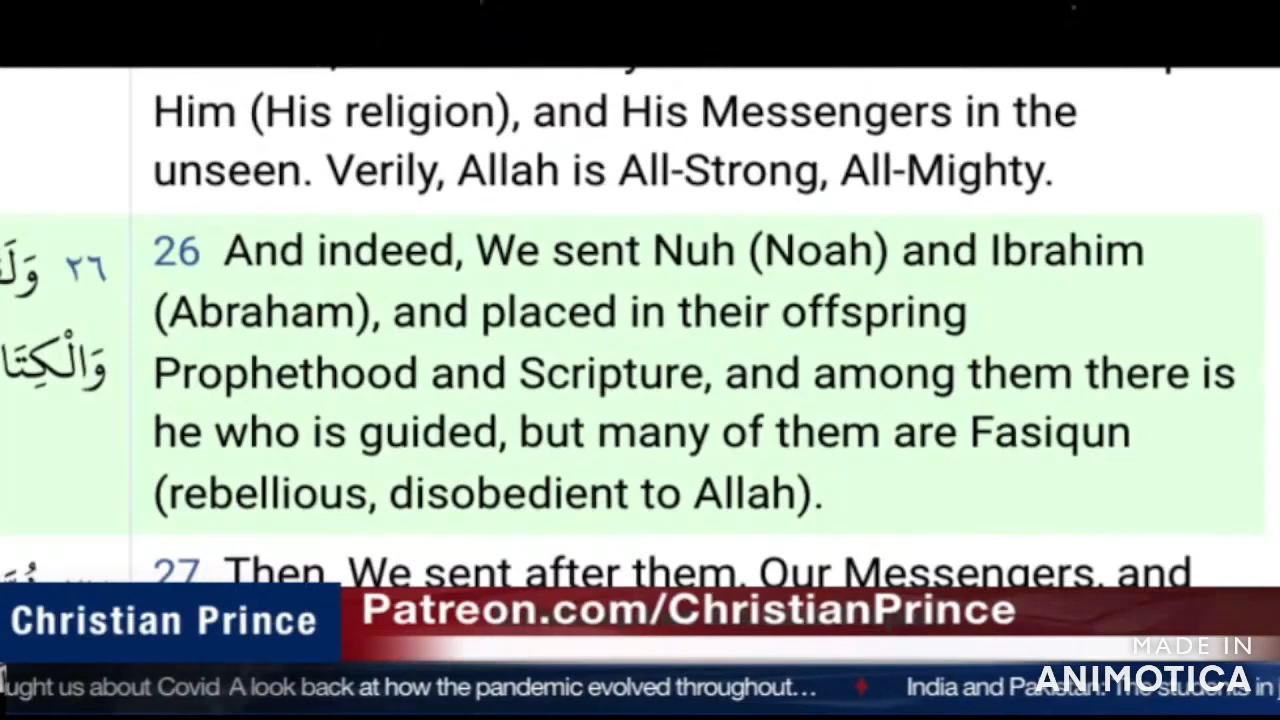 Him (His religion), and His Messengers in the
unseen. Verily, Allah is All-Strong, All-Mighty.
٢٦
26 And indeed, We sent Nuh (Noah) and Ibrahim
(Abraham), and placed in their offspring
Prophethood and Scripture, and among them there is
he who is guided, but many of them are Fasiqun
(rebellious, disobedient to Allah).
27 Then, We sent after them, Our Messengers, and
Christian Prince
Patreon.com/ChristianPrince
MADE IN
ANIMOTICA
us about Covid A look back at how the pandemic evolved throughout... India and Pakistan: The students in